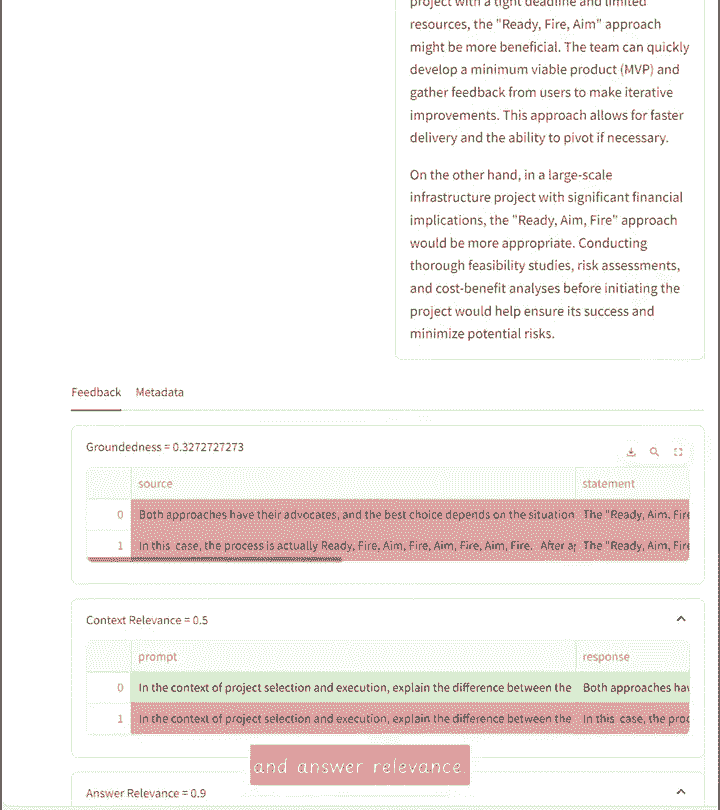 project with a tight deadline and limited
resources, the "Ready, Fire, Aim" approach
might be more beneficial. The team can quickly
develop a minimum viable product (MVP) and
gather feedback from users to make iterative
improvements. This approach allows for faster
delivery and the ability to pivot if necessary.
On the other hand, in a large-scale
infrastructure project with significant financial
implications, the "Ready, Aim, Fire" approach
would be more appropriate. Conducting
thorough feasibility studies, risk assessments,
and cost-benefit analyses before initiating the
project would help ensure its success and
minimize potential risks.
Feedback Metadata
Groundedness = 0.3272727273
source statement
0 Both approaches have their advocates, and the best choice depends on the situation The "Ready, Aim, Fire
1 In this case, the process is actually Ready, Fire, Aim, Fire, Aim, Fire, Aim, Fire. After The "Ready, Aim, Fire
Context Relevance = 0.5
prompt response
0 In the context of project selection and execution, explain the difference between the Both approaches hav
1 In the context of project selection and execution, explain the difference between the In this case, the proc
and answer relevance.
Answer Relevance = 0.9